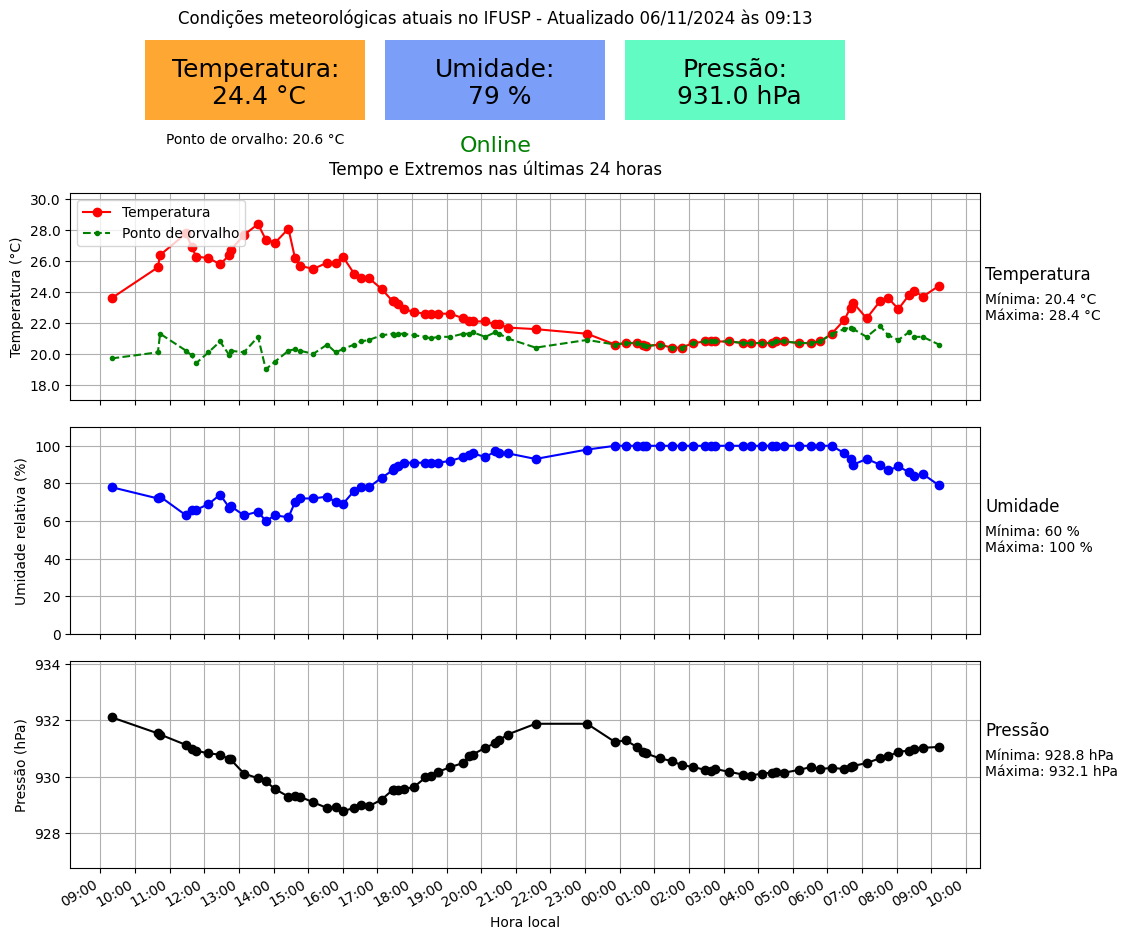 Condições meteorológicas atuais no IFUSP - Atualizado 06/11/2024 às 09:13
Temperatura:
24.4 °C
Umidade:
79 %
Pressão:
931.0 hPa
Ponto de orvalho: 20.6 °C
Online
Tempo e Extremos nas últimas 24 horas
Temperatura (°C)
30.0
28.0
26.0
24.0
22.0
20.0
18.0
Temperatura
Ponto de orvalho
Temperatura
Mínima: 20.4 °C
Máxima: 28.4 °C
Umidade relativa (%)
100
80
60
40
20
0
Umidade
Mínima: 60 %
Máxima: 100 %
Pressão (hPa)
934
932
930
928
Pressão
Mínima: 928.8 hPa
Máxima: 932.1 hPa
09:00 10:00 11:00 12:00 13:00 14:00 15:00 16:00 17:00 18:00 19:00 20:00 21:00 22:00 23:00 00:00 01:00 02:00 03:00 04:00 05:00 06:00 07:00 08:00 09:00 10:00
Hora local